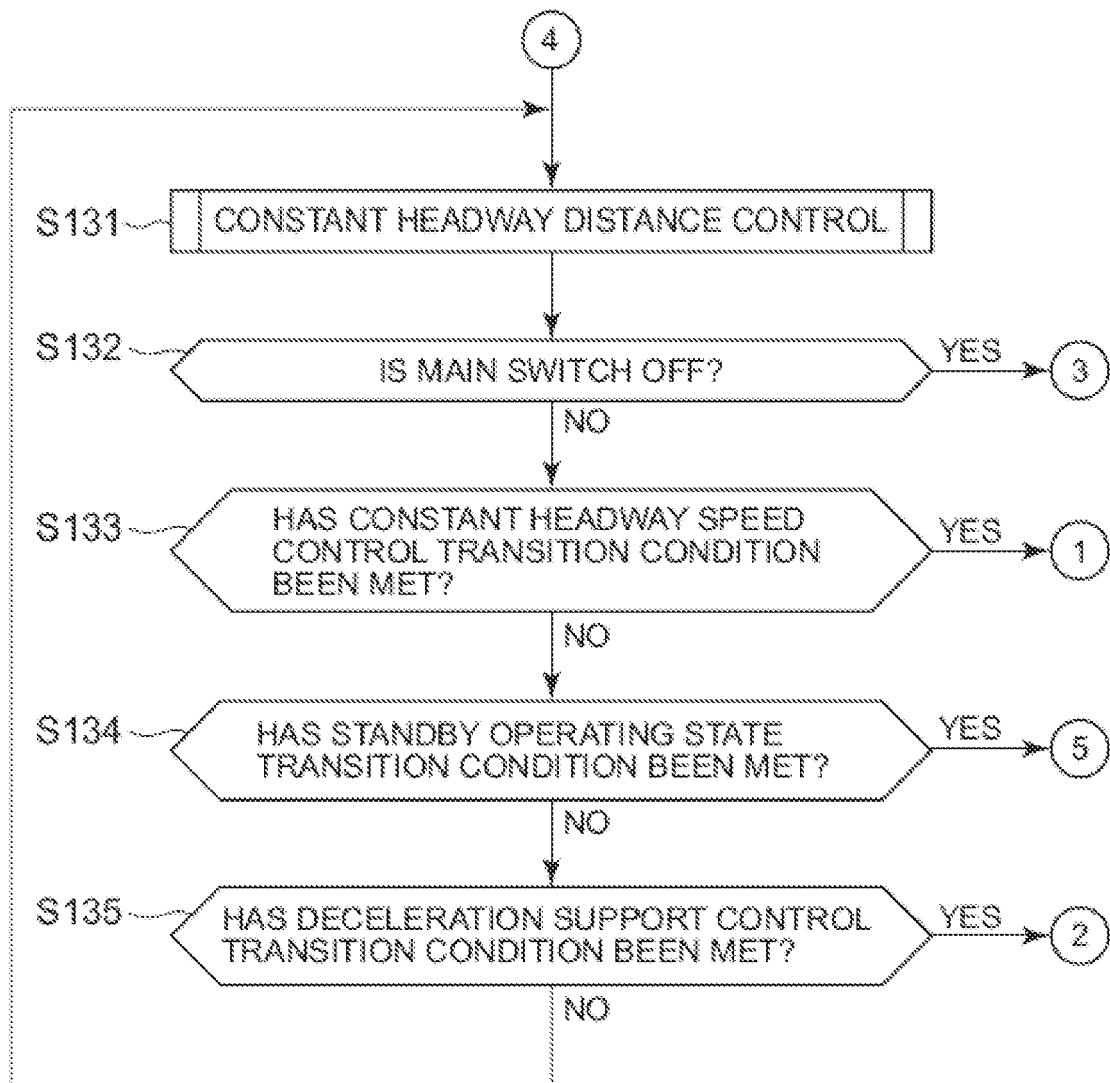 4
S131
CONSTANT HEADWAY DISTANCE CONTROL
S132
IS MAIN SWITCH OFF?
YES
3
NO
S133
HAS CONSTANT HEADWAY SPEED
CONTROL TRANSITION CONDITION
BEEN MET?
YES
1
NO
S134
HAS STANDBY OPERATING STATE
TRANSITION CONDITION BEEN MET?
YES
5
NO
S135
HAS DECELERATION SUPPORT CONTROL
TRANSITION CONDITION BEEN MET?
YES
2
NO